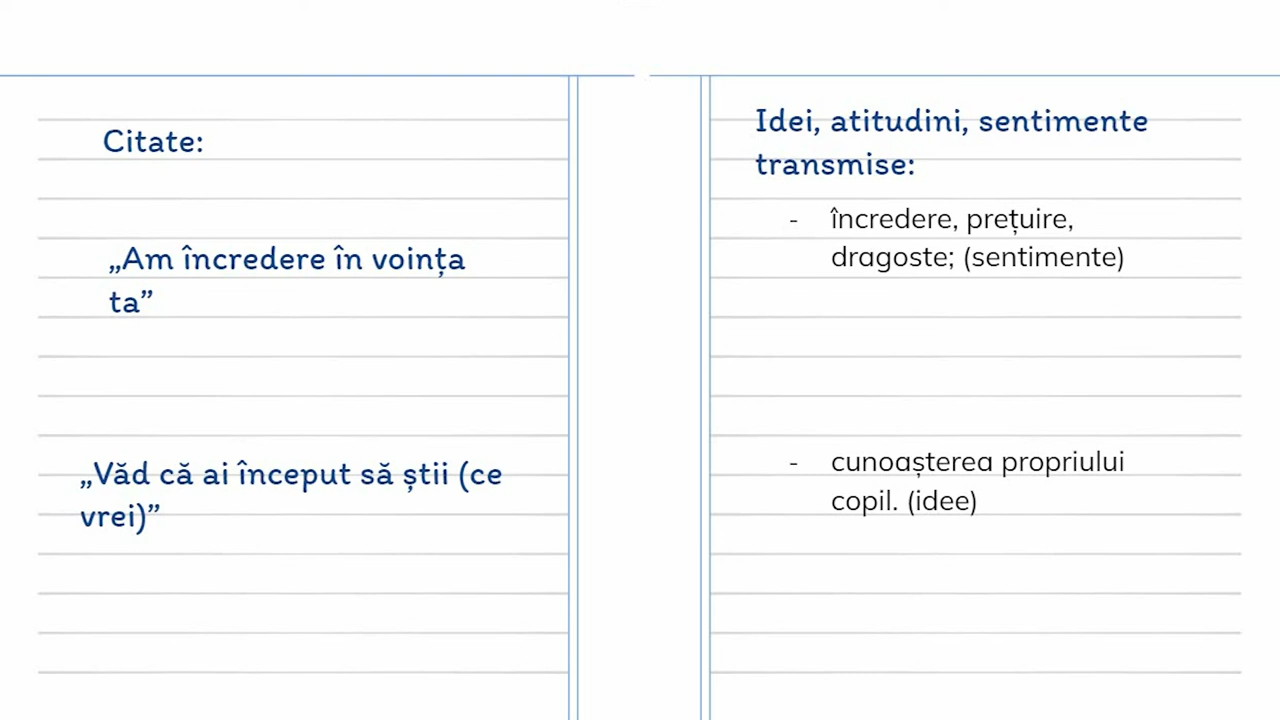 Citate:
„Am încredere în voința
ta”
„Văd că ai început să știi (ce
vrei)”
Idei, atitudini, sentimente
transmise:
- încredere, prețuire,
dragoste; (sentimente)
- cunoașterea propriului
copil. (idee)